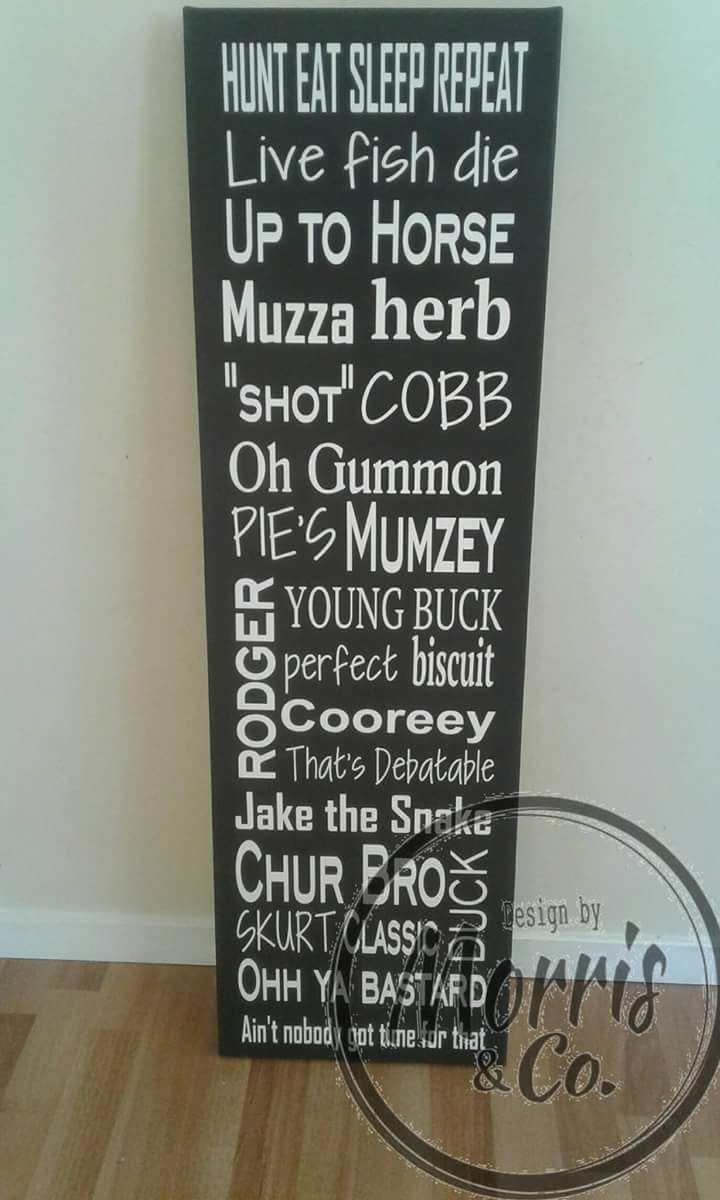 HUNT EAT SLEEP REPEAT
Live fish die
UP TO HORSE
Muzza herb
"SHOT" COBB
Oh Gummon
PIE'S MUMZEY
RODGER
YOUNG BUCK
perfect biscuit
Cooreey
That's Debatable
Jake the Snake
CHUR BRO
DUCK
SKURT CLASSIC
OHH YA BASTARD
Ain't nobody got time for that
Design by
Morris
&Co.